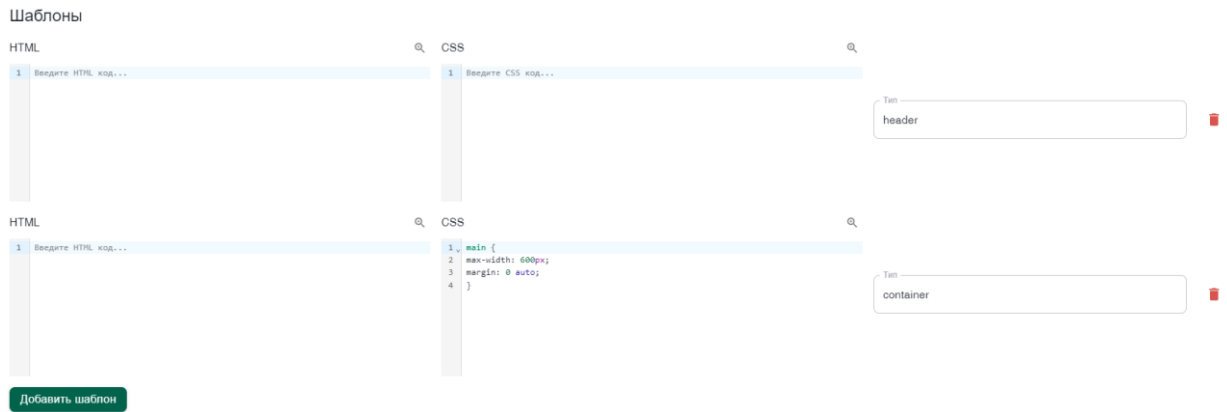 Шаблоны
HTML
CSS
1 Введите HTML код...
1 Введите CSS код...
Тип
header
HTML
CSS
1 Введите HTML код...
1 main {
2 max-width: 600px;
3 margin: 0 auto;
4 }
Тип
container
Добавить шаблон